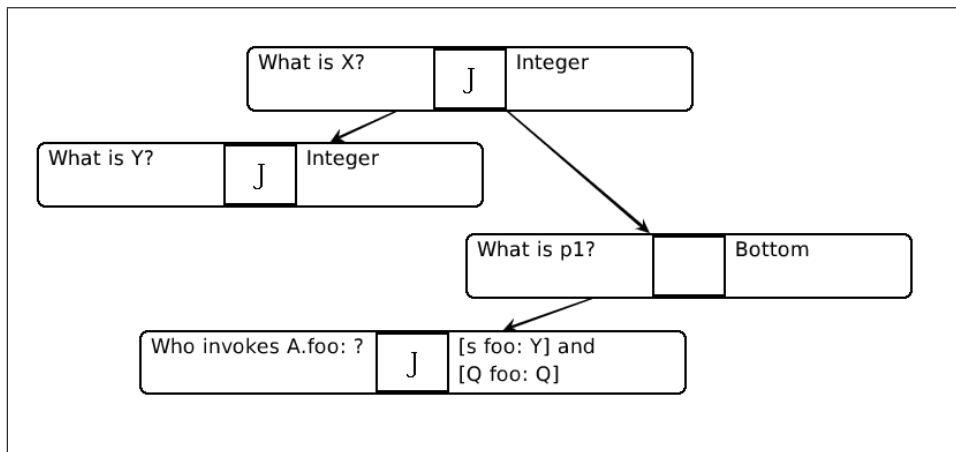 What is X?
J
Integer
What is Y?
J
Integer
What is p1?
Bottom
Who invokes A.foo: ?
J
[s foo: Y] and
[Q foo: Q]